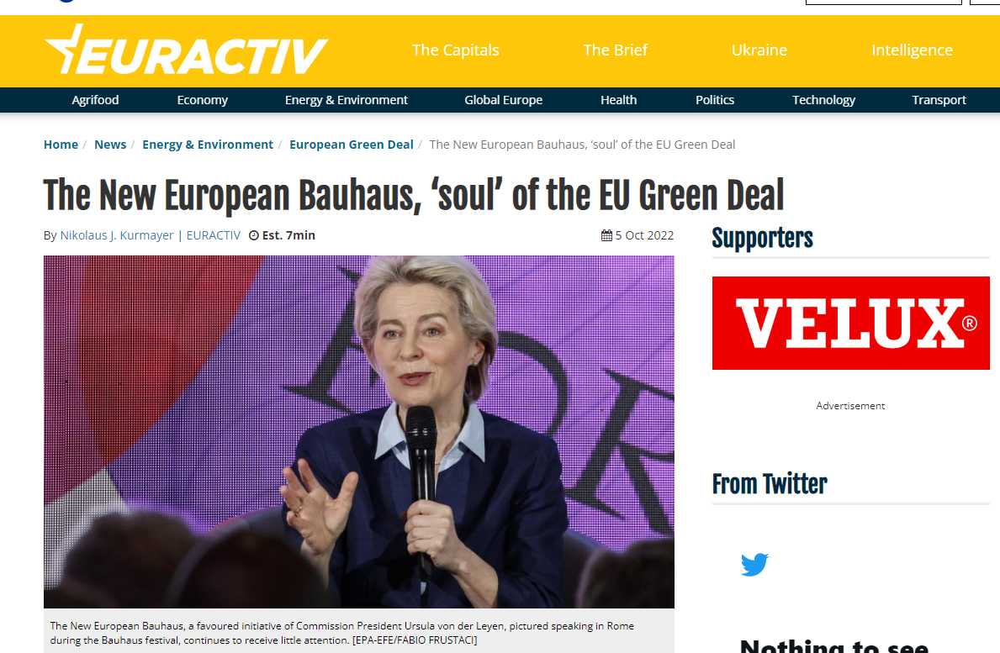 EURACTIV
The Capitals
The Brief
Ukraine
Intelligence
Agrifood
Economy
Energy & Environment
Global Europe
Health
Politics
Technology
Transport
Home / News / Energy & Environment / European Green Deal / The New European Bauhaus, ‘soul’ of the EU Green Deal
The New European Bauhaus, ‘soul’ of the EU Green Deal
By Nikolaus J. Kurmayer | EURACTIV Est. 7min
5 Oct 2022
The New European Bauhaus, a favoured initiative of Commission President Ursula von der Leyen, pictured speaking in Rome
during the Bauhaus festival, continues to receive little attention. [EPA-EFE/FABIO FRUSTACI]
Supporters
VELUX®
Advertisement
From Twitter
Nothing to see